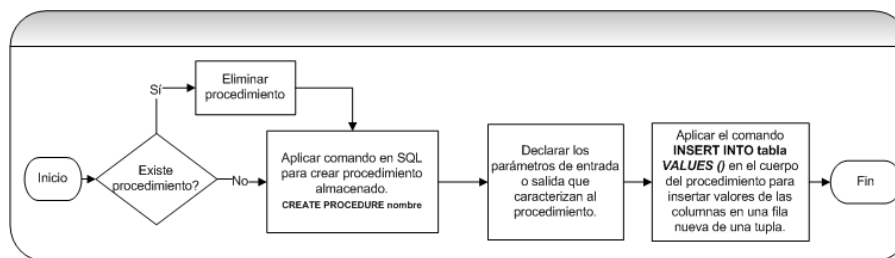 Inicio
Existe
procedimiento?
Sí
Eliminar
procedimiento
No
Aplicar comando en SQL
para crear procedimiento
almacenado.
CREATE PROCEDURE nombre
Declarar los
parámetros de entrada
o salida que
caracterizan al
procedimiento.
Aplicar el comando
INSERT INTO tabla
VALUES () en el cuerpo
del procedimiento para
insertar valores de las
columnas en una fila
nueva de una tupla.
Fin